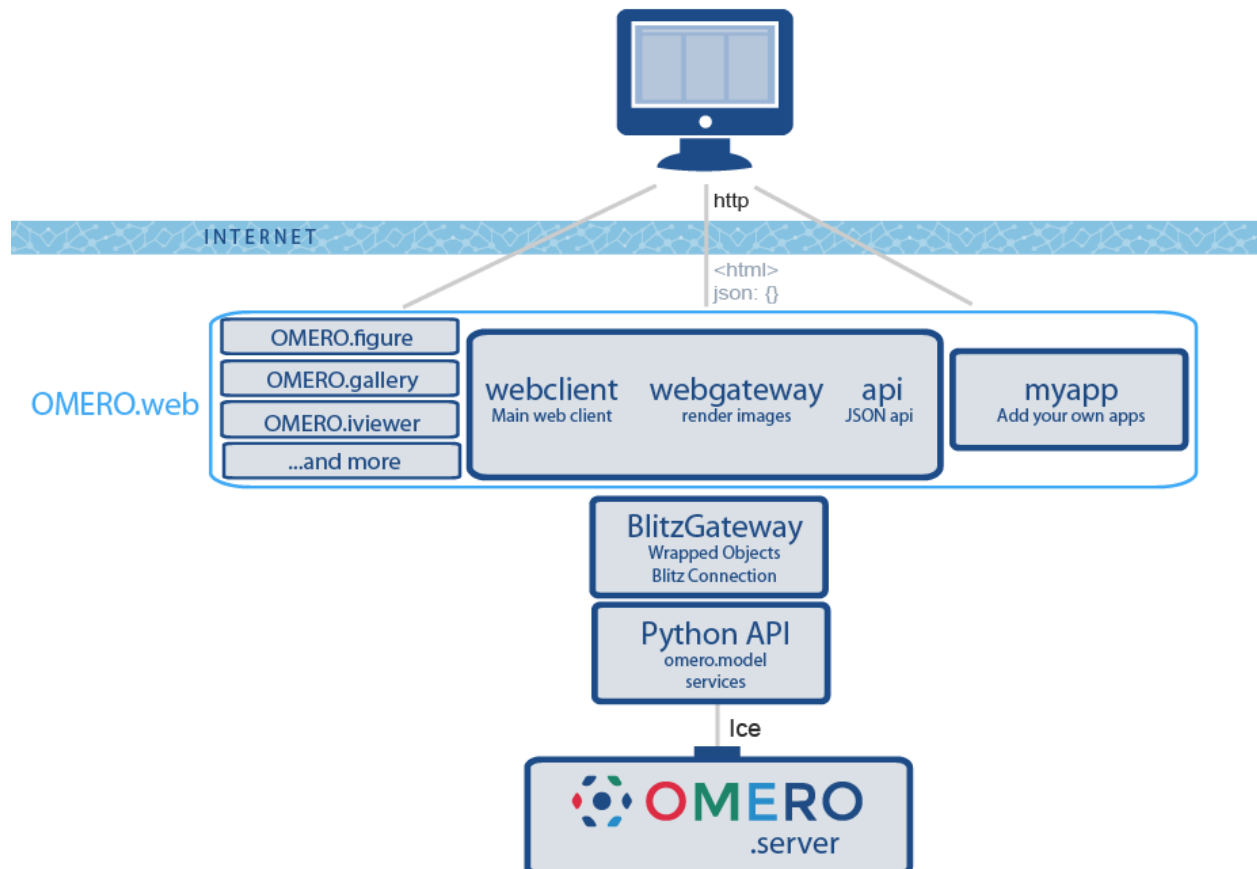 http
INTERNET
<html>
json: {}
OMERO.web
OMERO.figure
OMERO.gallery
OMERO.iviewer
...and more
webclient
Main web client
webgateway
render images
api
JSON api
myapp
Add your own apps
BlitzGateway
Wrapped Objects
Blitz Connection
Python API
omero.model
services
Ice
OMERO
.server